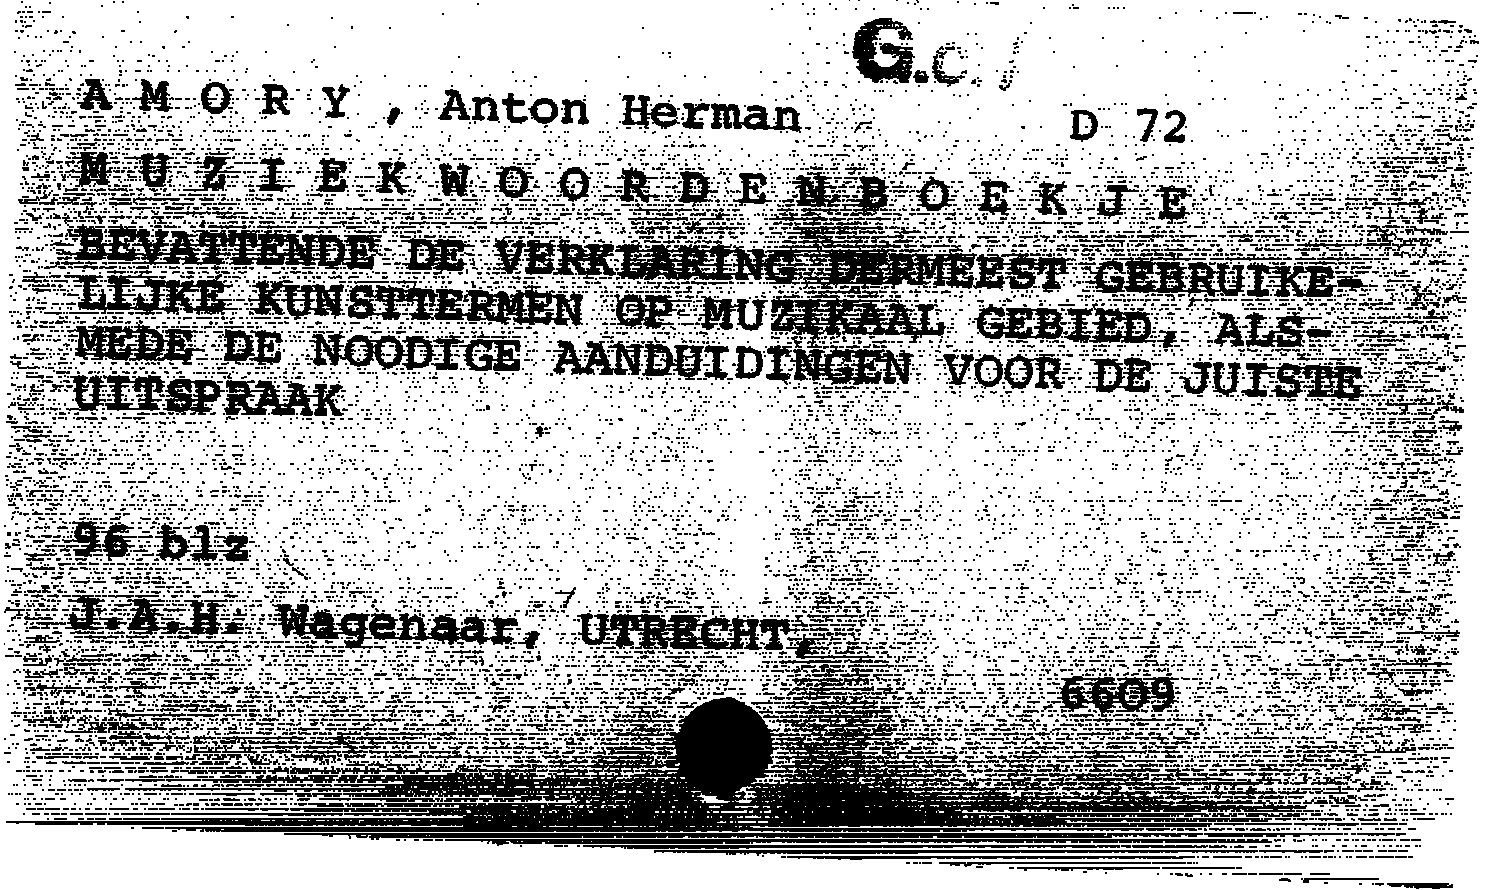 G.C.
A M O R Y , Anton Herman
D 72
M U Z I E K W O O R D E N B O E K J E
BEVATTENDE DE VERKLARING DERMEEST GEBRUIKE-
LIJKE KUNSTTERMEN OP MUZIKAAL GEBIED, ALS-
MEDE DE NOODIGE AANDUIDINGEN VOOR DE JUISTE
UITSPRAAK
96 blz
J.A.H. Wagenaar, UTRECHT,
6609